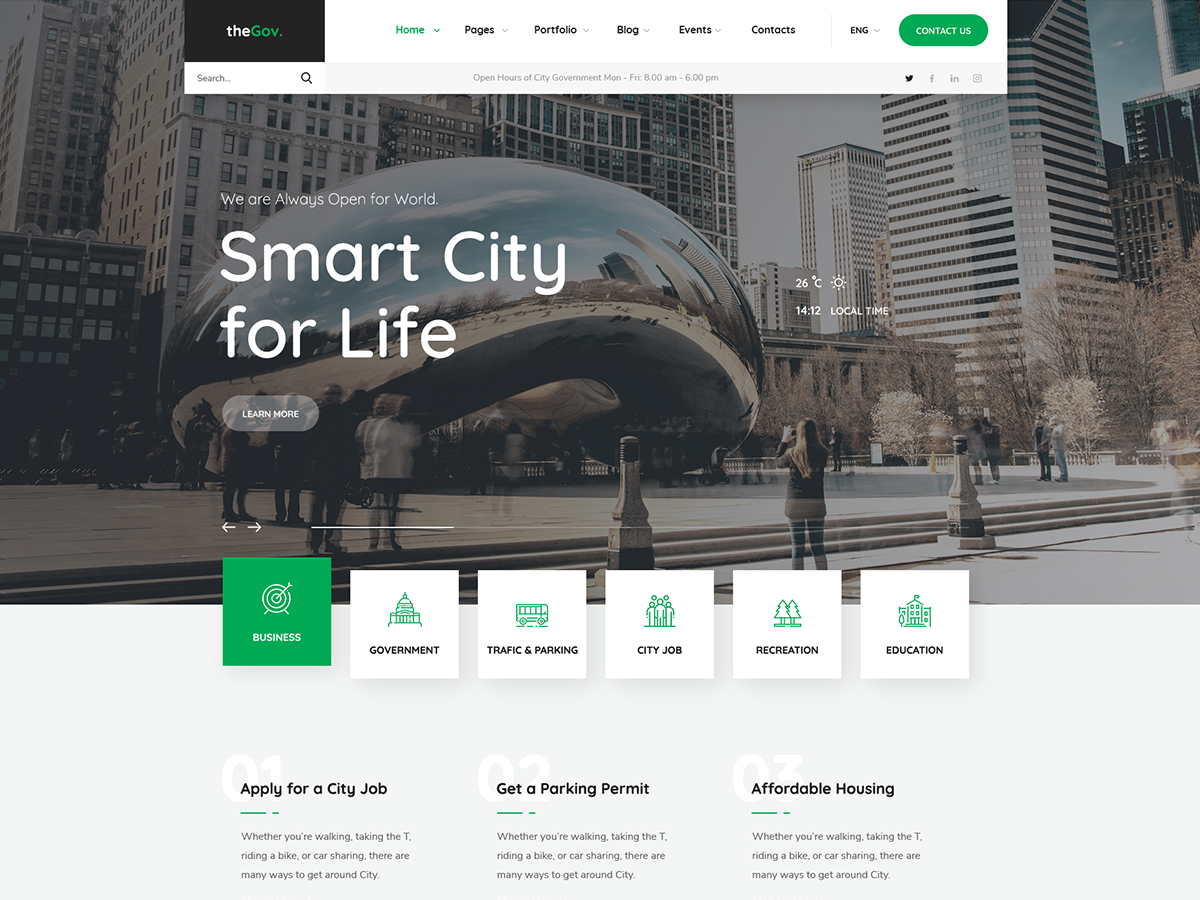 theGov.
Home Pages Portfolio Blog Events Contacts ENG CONTACT US
Search... Open Hours of City Government Mon - Fri: 8.00 am - 6.00 pm
We are Always Open for World.
Smart City
for Life
26 °C
14:12 LOCAL TIME
LEARN MORE
BUSINESS
GOVERNMENT
TRAFIC & PARKING
CITY JOB
RECREATION
EDUCATION
01
Apply for a City Job
Whether you're walking, taking the T,
riding a bike, or car sharing, there are
many ways to get around City.
02
Get a Parking Permit
Whether you're walking, taking the T,
riding a bike, or car sharing, there are
many ways to get around City.
03
Affordable Housing
Whether you're walking, taking the T,
riding a bike, or car sharing, there are
many ways to get around City.